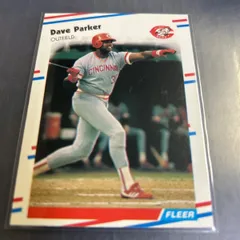 Dave Parker
OUTFIELD
CINCINNATI
FLEER